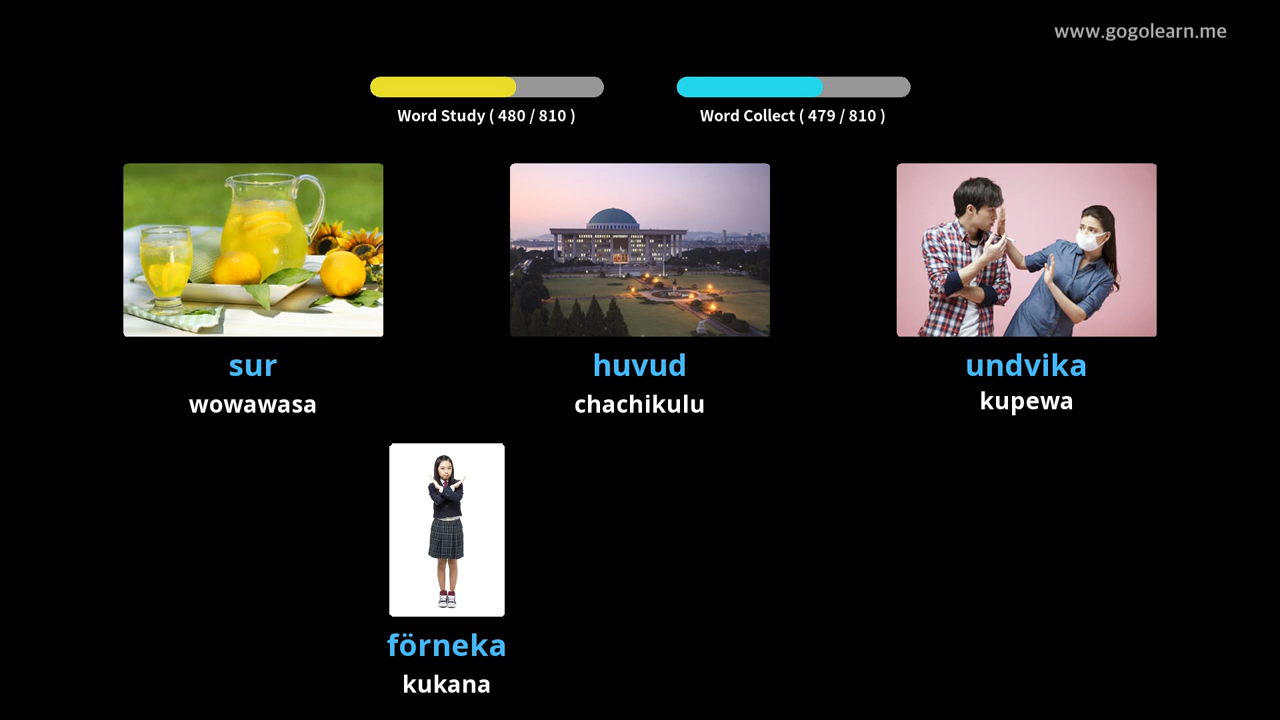 www.gogolearn.me
Word Study ( 480 / 810 )
Word Collect ( 479 / 810 )
sur
wowawasa
huvud
chachikulu
undvika
kupewa
förneka
kukana